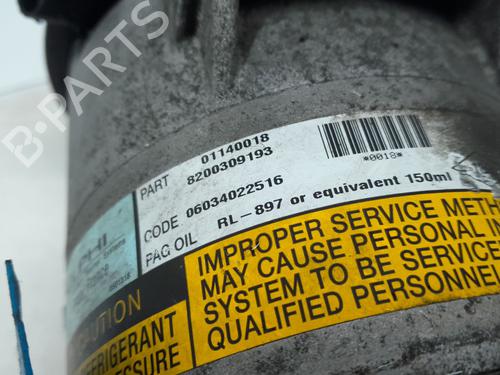 B-PARTS
01140018
PART 8200309193
*0018*
CODE 06034022516
PAG OIL RL-897 or equivalent 150ml
CAUTION
REFRIGERANT
PRESSURE
IMPROPER SERVICE METH
MAY CAUSE PERSONAL IN
SYSTEM TO BE SERVICE
QUALIFIED PERSONNE